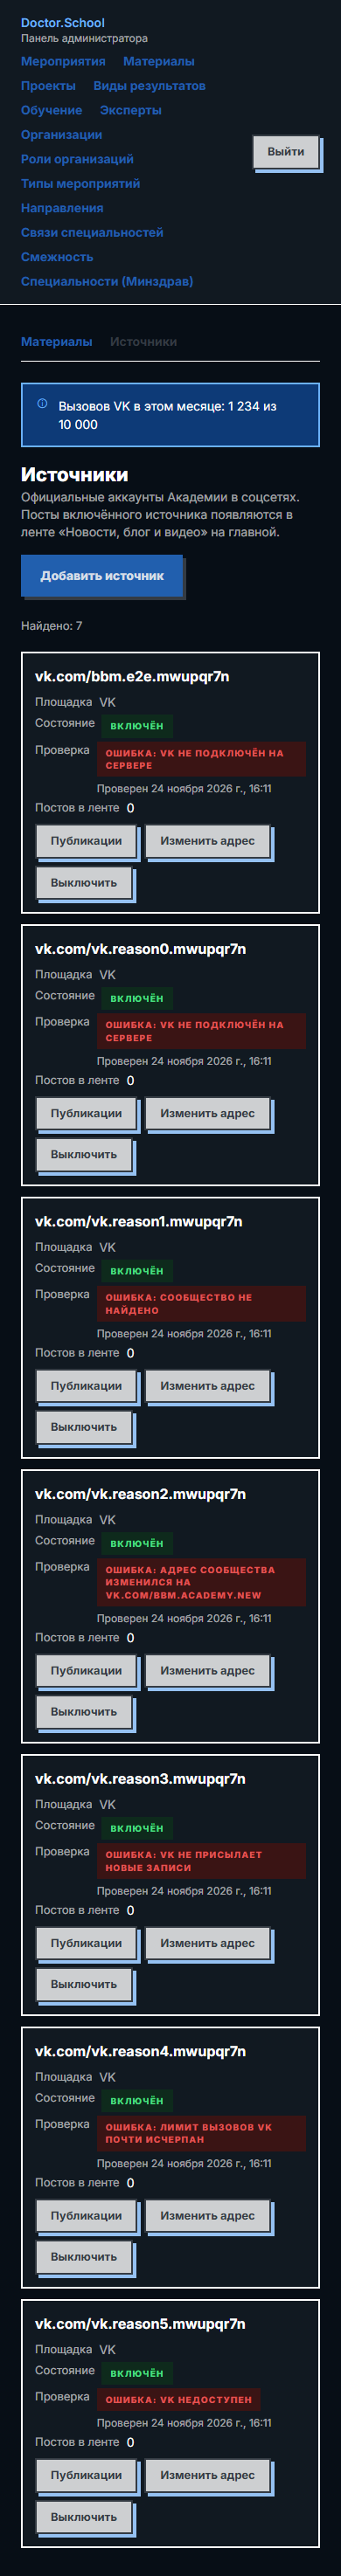 Doctor.School
Панель администратора
Мероприятия Материалы
Проекты Виды результатов
Обучение Эксперты
Организации
Роли организаций
Типы мероприятий
Направления
Связи специальностей
Смежность
Специальности (Минздрав)
Выйти
Материалы Источники
Вызовов VK в этом месяце: 1 234 из
10 000
Источники
Официальные аккаунты Академии в соцсетях.
Посты включённого источника появляются в
ленте «Новости, блог и видео» на главной.
Добавить источник
Найдено: 7
vk.com/bbm.e2e.mwupqr7n
Площадка VK
Состояние ВКЛЮЧЁН
Проверка ОШИБКА: VK НЕ ПОДКЛЮЧЁН НА
СЕРВЕРЕ
Проверен 24 ноября 2026 г., 16:11
Постов в ленте 0
Публикации Изменить адрес
Выключить
vk.com/vk.reason0.mwupqr7n
Площадка VK
Состояние ВКЛЮЧЁН
Проверка ОШИБКА: VK НЕ ПОДКЛЮЧЁН НА
СЕРВЕРЕ
Проверен 24 ноября 2026 г., 16:11
Постов в ленте 0
Публикации Изменить адрес
Выключить
vk.com/vk.reason1.mwupqr7n
Площадка VK
Состояние ВКЛЮЧЁН
Проверка ОШИБКА: СООБЩЕСТВО НЕ
НАЙДЕНО
Проверен 24 ноября 2026 г., 16:11
Постов в ленте 0
Публикации Изменить адрес
Выключить
vk.com/vk.reason2.mwupqr7n
Площадка VK
Состояние ВКЛЮЧЁН
Проверка ОШИБКА: АДРЕС СООБЩЕСТВА
ИЗМЕНИЛСЯ НА
VK.COM/BBM.ACADEMY.NEW
Проверен 24 ноября 2026 г., 16:11
Постов в ленте 0
Публикации Изменить адрес
Выключить
vk.com/vk.reason3.mwupqr7n
Площадка VK
Состояние ВКЛЮЧЁН
Проверка ОШИБКА: VK НЕ ПРИСЫЛАЕТ
НОВЫЕ ЗАПИСИ
Проверен 24 ноября 2026 г., 16:11
Постов в ленте 0
Публикации Изменить адрес
Выключить
vk.com/vk.reason4.mwupqr7n
Площадка VK
Состояние ВКЛЮЧЁН
Проверка ОШИБКА: ЛИМИТ ВЫЗОВОВ VK
ПОЧТИ ИСЧЕРПАН
Проверен 24 ноября 2026 г., 16:11
Постов в ленте 0
Публикации Изменить адрес
Выключить
vk.com/vk.reason5.mwupqr7n
Площадка VK
Состояние ВКЛЮЧЁН
Проверка ОШИБКА: VK НЕДОСТУПЕН
Проверен 24 ноября 2026 г., 16:11
Постов в ленте 0
Публикации Изменить адрес
Выключить